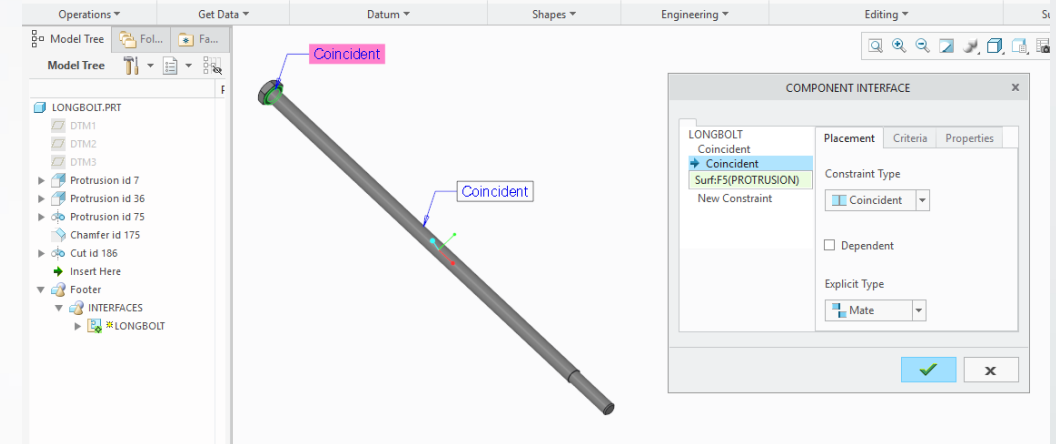 Operations Get Data Datum Shapes Engineering Editing
Model Tree Fol... Fa...
Model Tree
LONGBOLT.PRT
DTM1
DTM2
DTM3
Protrusion id 7
Protrusion id 36
Protrusion id 75
Chamfer id 175
Cut id 186
Insert Here
Footer
INTERFACES
LONGBOLT
Coincident
Coincident
COMPONENT INTERFACE x
LONGBOLT
Coincident
Coincident
Surf:F5(PROTRUSION)
New Constraint
Placement Criteria Properties
Constraint Type
Coincident
Dependent
Explicit Type
Mate